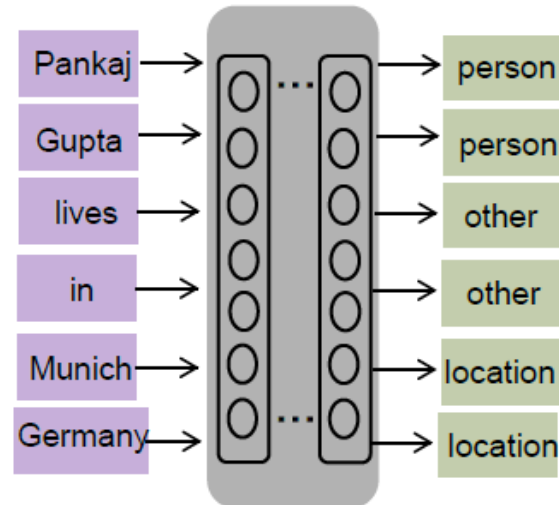 Pankaj ... person
Gupta person
lives other
in other
Munich location
Germany ... location